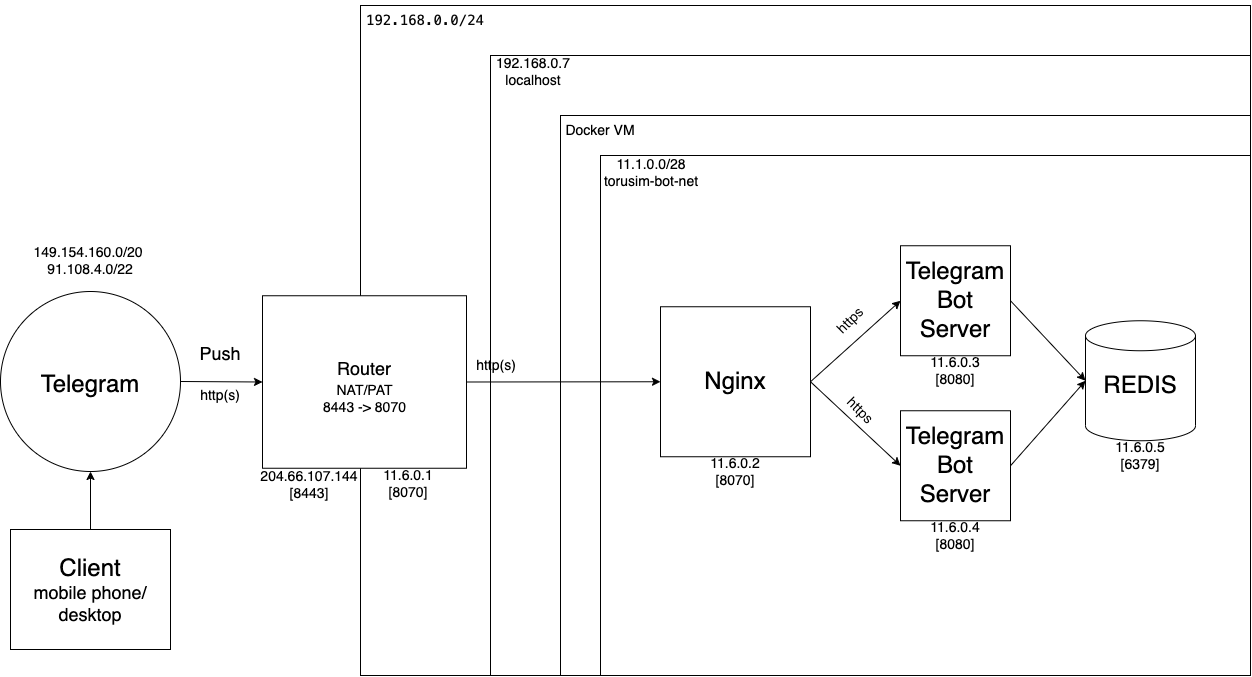 192.168.0.0/24
192.168.0.7
localhost
Docker VM
11.1.0.0/28
torusim-bot-net
149.154.160.0/20
91.108.4.0/22
Telegram
Push
http(s)
Router
NAT/PAT
8443 -> 8070
204.66.107.144
[8443]
11.6.0.1
[8070]
http(s)
Nginx
11.6.0.2
[8070]
https
https
Telegram
Bot
Server
11.6.0.3
[8080]
Telegram
Bot
Server
11.6.0.4
[8080]
REDIS
11.6.0.5
[6379]
Client
mobile phone/
desktop